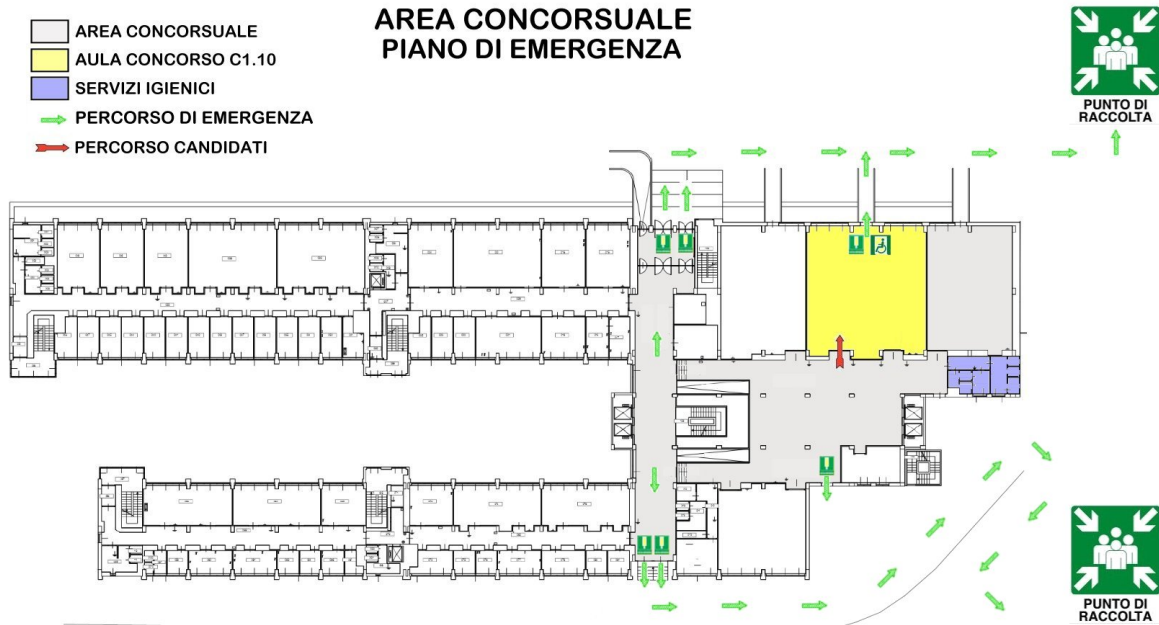 AREA CONCORSUALE
PIANO DI EMERGENZA
AREA CONCORSUALE
AULA CONCORSO C1.10
SERVIZI IGIENICI
PERCORSO DI EMERGENZA
PERCORSO CANDIDATI
PUNTO DI
RACCOLTA
PUNTO DI
RACCOLTA